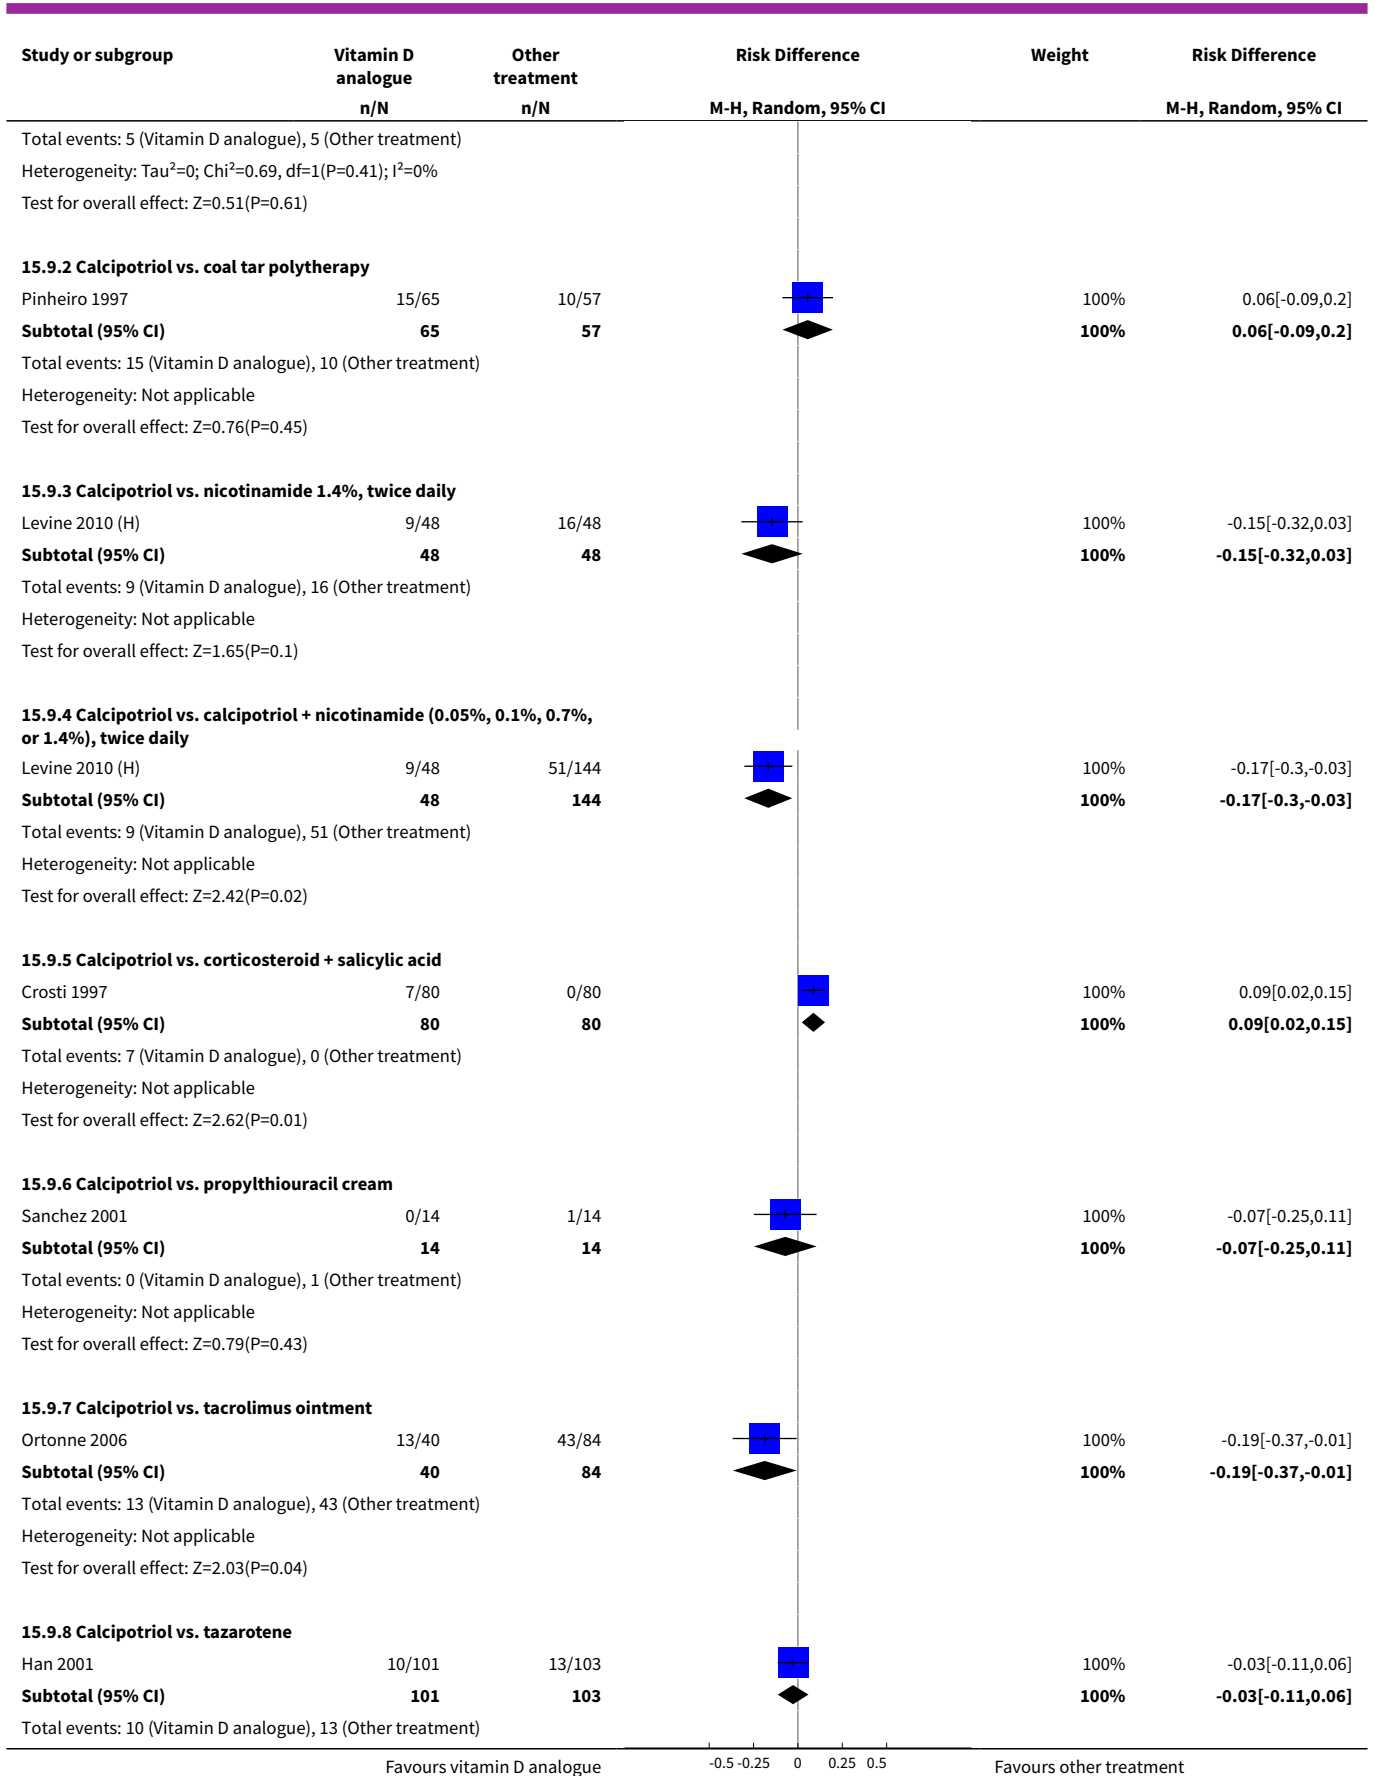 Study or subgroup Vitamin D analogue Other treatment Risk Difference Weight Risk Difference
n/N n/N M-H, Random, 95% CI M-H, Random, 95% CI
Total events: 5 (Vitamin D analogue), 5 (Other treatment)
Heterogeneity: Tau²=0; Chi²=0.69, df=1(P=0.41); I²=0%
Test for overall effect: Z=0.51(P=0.61)
15.9.2 Calcipotriol vs. coal tar polytherapy
Pinheiro 1997 15/65 10/57 100% 0.06[-0.09,0.2]
Subtotal (95% CI) 65 57 100% 0.06[-0.09,0.2]
Total events: 15 (Vitamin D analogue), 10 (Other treatment)
Heterogeneity: Not applicable
Test for overall effect: Z=0.76(P=0.45)
15.9.3 Calcipotriol vs. nicotinamide 1.4%, twice daily
Levine 2010 (H) 9/48 16/48 100% -0.15[-0.32,0.03]
Subtotal (95% CI) 48 48 100% -0.15[-0.32,0.03]
Total events: 9 (Vitamin D analogue), 16 (Other treatment)
Heterogeneity: Not applicable
Test for overall effect: Z=1.65(P=0.1)
15.9.4 Calcipotriol vs. calcipotriol + nicotinamide (0.05%, 0.1%, 0.7%,
or 1.4%), twice daily
Levine 2010 (H) 9/48 51/144 100% -0.17[-0.3,-0.03]
Subtotal (95% CI) 48 144 100% -0.17[-0.3,-0.03]
Total events: 9 (Vitamin D analogue), 51 (Other treatment)
Heterogeneity: Not applicable
Test for overall effect: Z=2.42(P=0.02)
15.9.5 Calcipotriol vs. corticosteroid + salicylic acid
Crosti 1997 7/80 0/80 100% 0.09[0.02,0.15]
Subtotal (95% CI) 80 80 100% 0.09[0.02,0.15]
Total events: 7 (Vitamin D analogue), 0 (Other treatment)
Heterogeneity: Not applicable
Test for overall effect: Z=2.62(P=0.01)
15.9.6 Calcipotriol vs. propylthiouracil cream
Sanchez 2001 0/14 1/14 100% -0.07[-0.25,0.11]
Subtotal (95% CI) 14 14 100% -0.07[-0.25,0.11]
Total events: 0 (Vitamin D analogue), 1 (Other treatment)
Heterogeneity: Not applicable
Test for overall effect: Z=0.79(P=0.43)
15.9.7 Calcipotriol vs. tacrolimus ointment
Ortonne 2006 13/40 43/84 100% -0.19[-0.37,-0.01]
Subtotal (95% CI) 40 84 100% -0.19[-0.37,-0.01]
Total events: 13 (Vitamin D analogue), 43 (Other treatment)
Heterogeneity: Not applicable
Test for overall effect: Z=2.03(P=0.04)
15.9.8 Calcipotriol vs. tazarotene
Han 2001 10/101 13/103 100% -0.03[-0.11,0.06]
Subtotal (95% CI) 101 103 100% -0.03[-0.11,0.06]
Total events: 10 (Vitamin D analogue), 13 (Other treatment)
Favours vitamin D analogue -0.5 -0.25 0 0.25 0.5 Favours other treatment